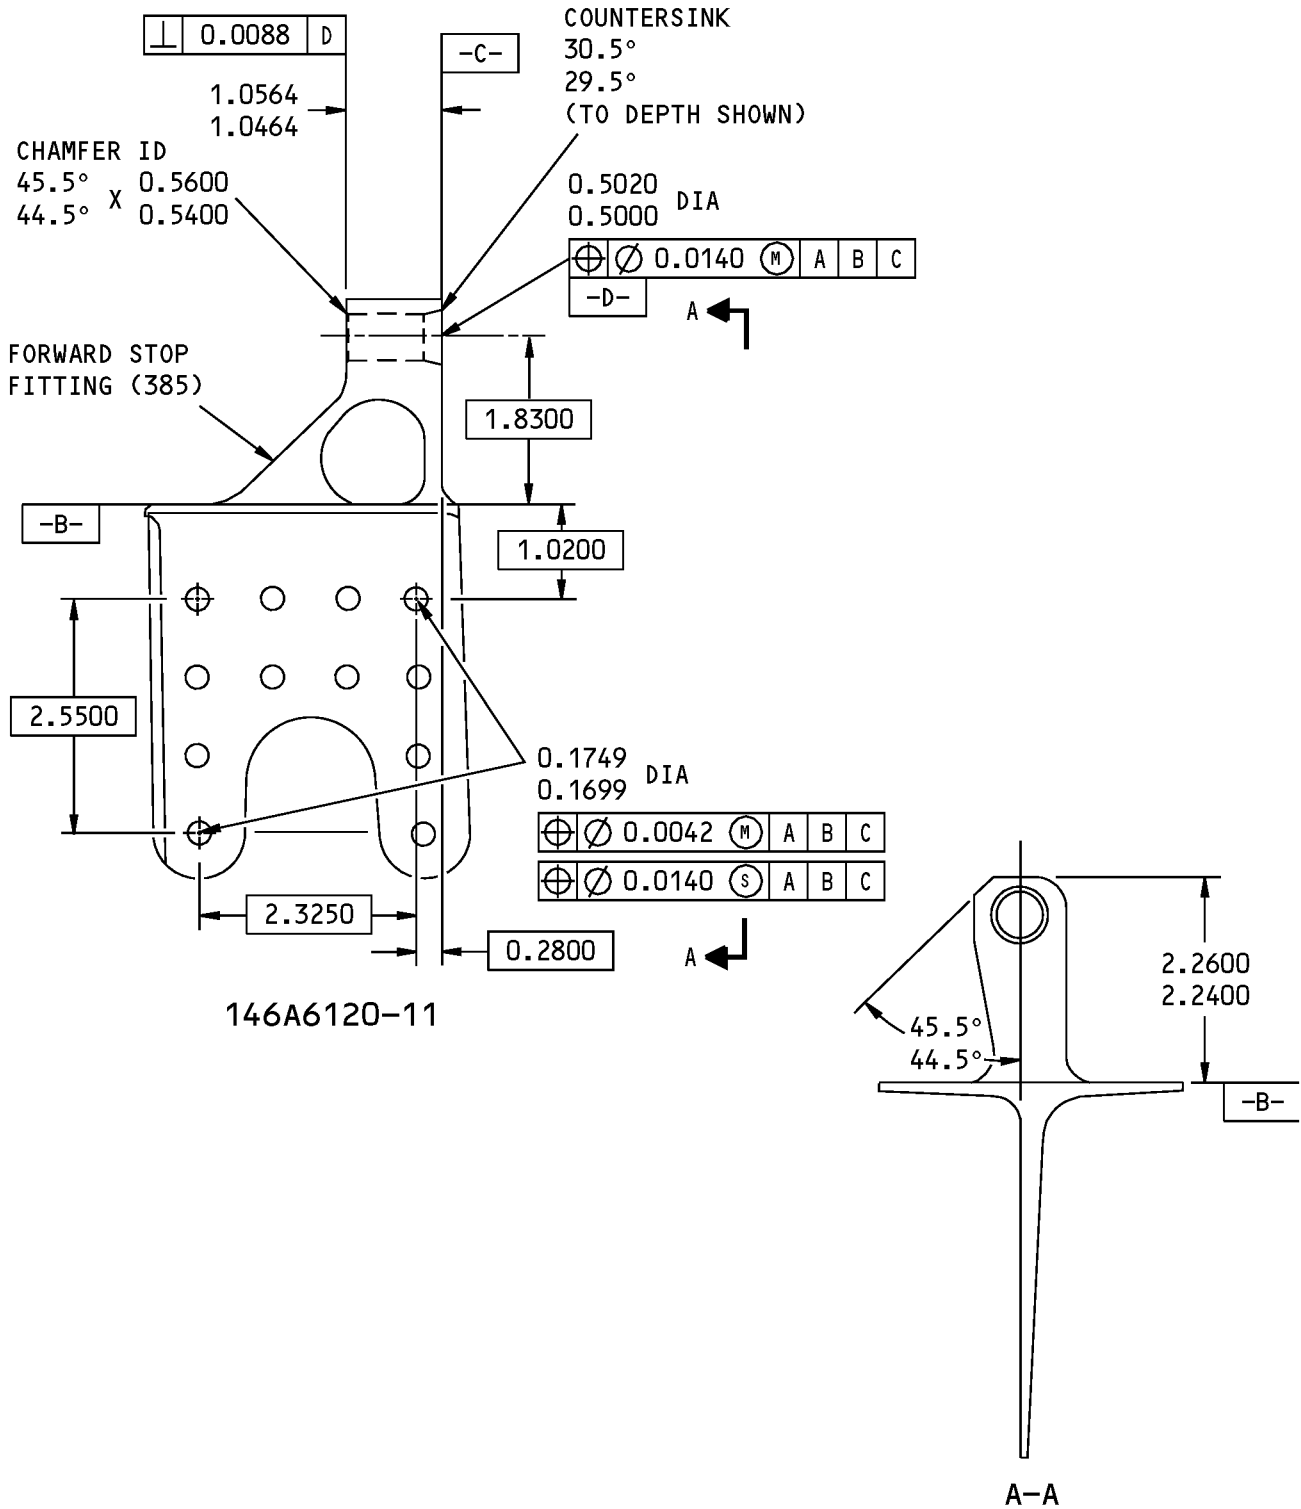 ⊥ 0.0088 D
-C-
COUNTERSINK
30.5°
29.5°
(TO DEPTH SHOWN)
1.0564
1.0464
CHAMFER ID
45.5° X 0.5600
44.5° 0.5400
0.5020 DIA
0.5000
⌖ ⌀ 0.0140 Ⓜ A B C
-D-
A
FORWARD STOP
FITTING (385)
1.8300
-B-
1.0200
2.5500
0.1749 DIA
0.1699
⌖ ⌀ 0.0042 Ⓜ A B C
⌖ ⌀ 0.0140 Ⓢ A B C
2.3250
0.2800
A
146A6120-11
2.2600
2.2400
45.5°
44.5°
-B-
A-A